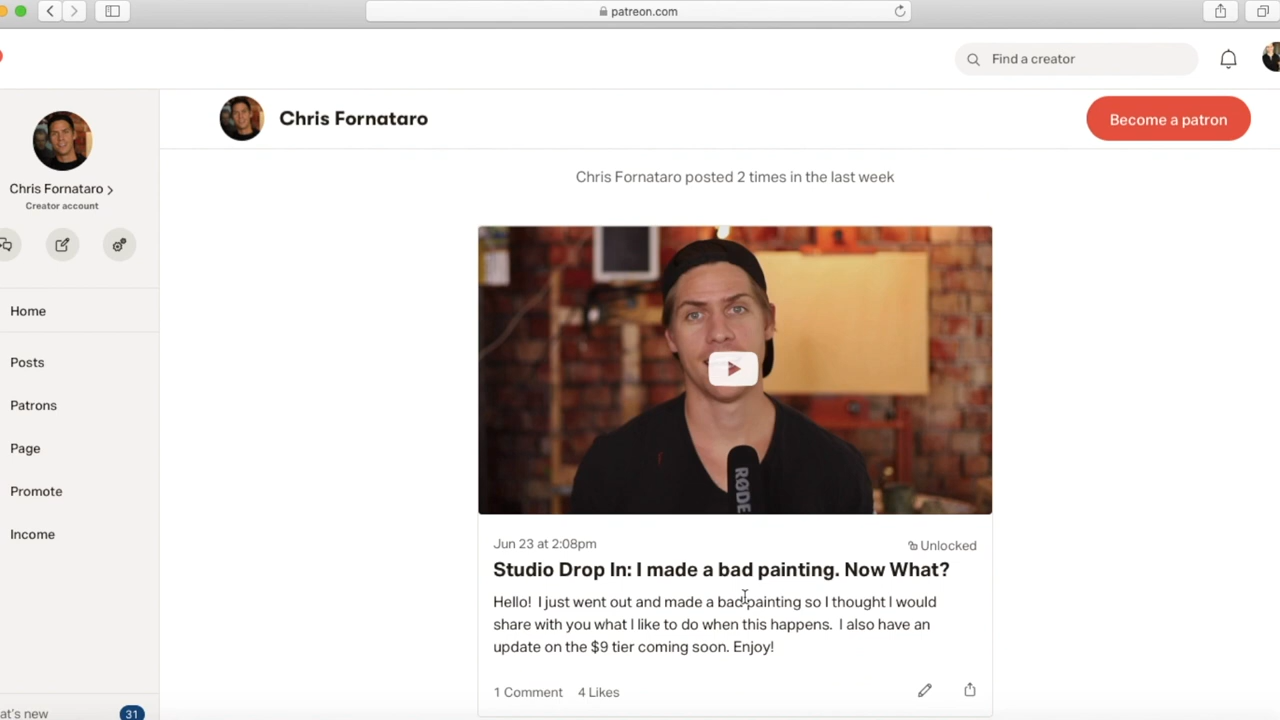 patreon.com
Find a creator
Chris Fornataro
Become a patron
Chris Fornataro
Creator account
Home
Posts
Patrons
Page
Promote
Income
at's new
31
Chris Fornataro posted 2 times in the last week
RØDE
Jun 23 at 2:08pm
Unlocked
Studio Drop In: I made a bad painting. Now What?
Hello! I just went out and made a bad painting so I thought I would
share with you what I like to do when this happens. I also have an
update on the $9 tier coming soon. Enjoy!
1 Comment 4 Likes